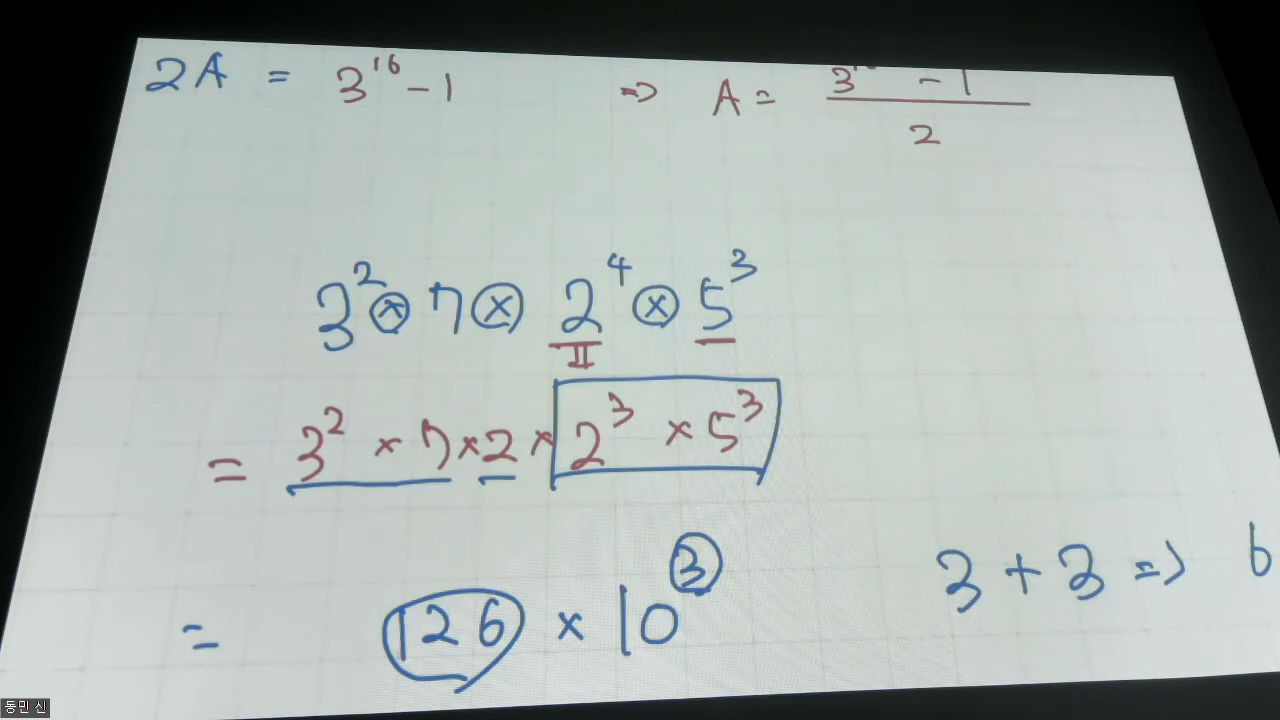 2A = 3^16 - 1 ⇒ A = (3 - 1)/2
3^2 ⊗ 7 ⊗ 2^4 ⊗ 5^3
= 3^2 × 7 × 2 × 2^3 × 5^3
= 126 × 10^3
3 + 3 ⇒ 6
동민 신